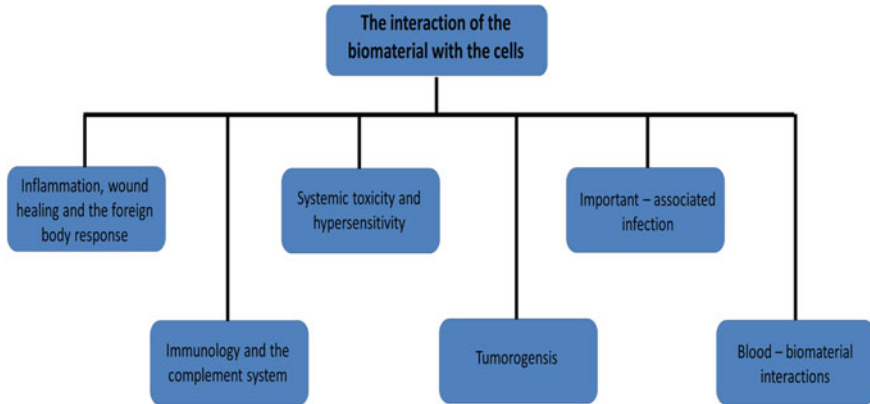 The interaction of the
biomaterial with the cells
Inflammation, wound
healing and the foreign
body response
Systemic toxicity and
hypersensitivity
Important – associated
infection
Immunology and the
complement system
Tumorogensis
Blood – biomaterial
interactions